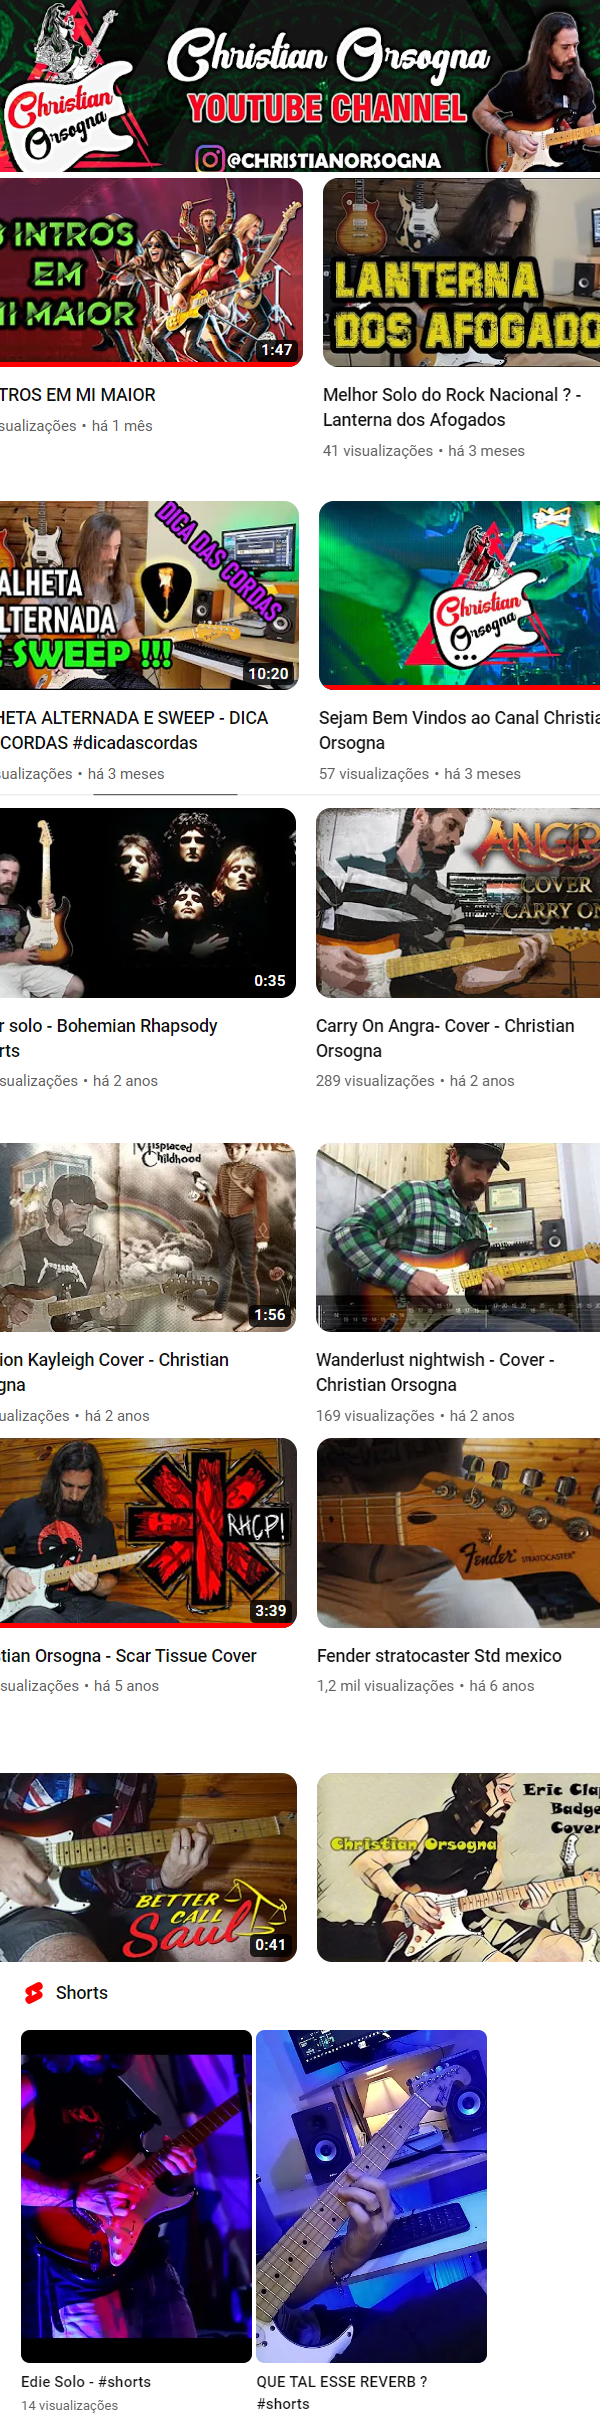 Christian
Orsogna
Christian Orsogna
YOUTUBE CHANNEL
@CHRISTIANORSOGNA
INTROS
EM
MI MAIOR
1:47
LANTERNA
DOS AFOGADO
TROS EM MI MAIOR
sualizações • há 1 mês
Melhor Solo do Rock Nacional ? -
Lanterna dos Afogados
41 visualizações • há 3 meses
DICA DAS CORDAS
ALHETA
LTERNADA
E SWEEP !!!
10:20
Christian
Orsogna
HETA ALTERNADA E SWEEP - DICA
CORDAS #dicadascordas
ualizações • há 3 meses
Sejam Bem Vindos ao Canal Christia
Orsogna
57 visualizações • há 3 meses
0:35
ANGR
COVER
CARRY ON
r solo - Bohemian Rhapsody
rts
sualizações • há 2 anos
Carry On Angra- Cover - Christian
Orsogna
289 visualizações • há 2 anos
Misplaced
Childhood
1:56
ion Kayleigh Cover - Christian
gna
ualizações • há 2 anos
Wanderlust nightwish - Cover -
Christian Orsogna
169 visualizações • há 2 anos
RHCP!
3:39
Fender STRATOCASTER
tian Orsogna - Scar Tissue Cover
sualizações • há 5 anos
Fender stratocaster Std mexico
1,2 mil visualizações • há 6 anos
BETTER
CALL
Saul
0:41
Eric Cla
Badge
Cover
Christian Orsogna
Shorts
Edie Solo - #shorts
14 visualizações
QUE TAL ESSE REVERB ?
#shorts